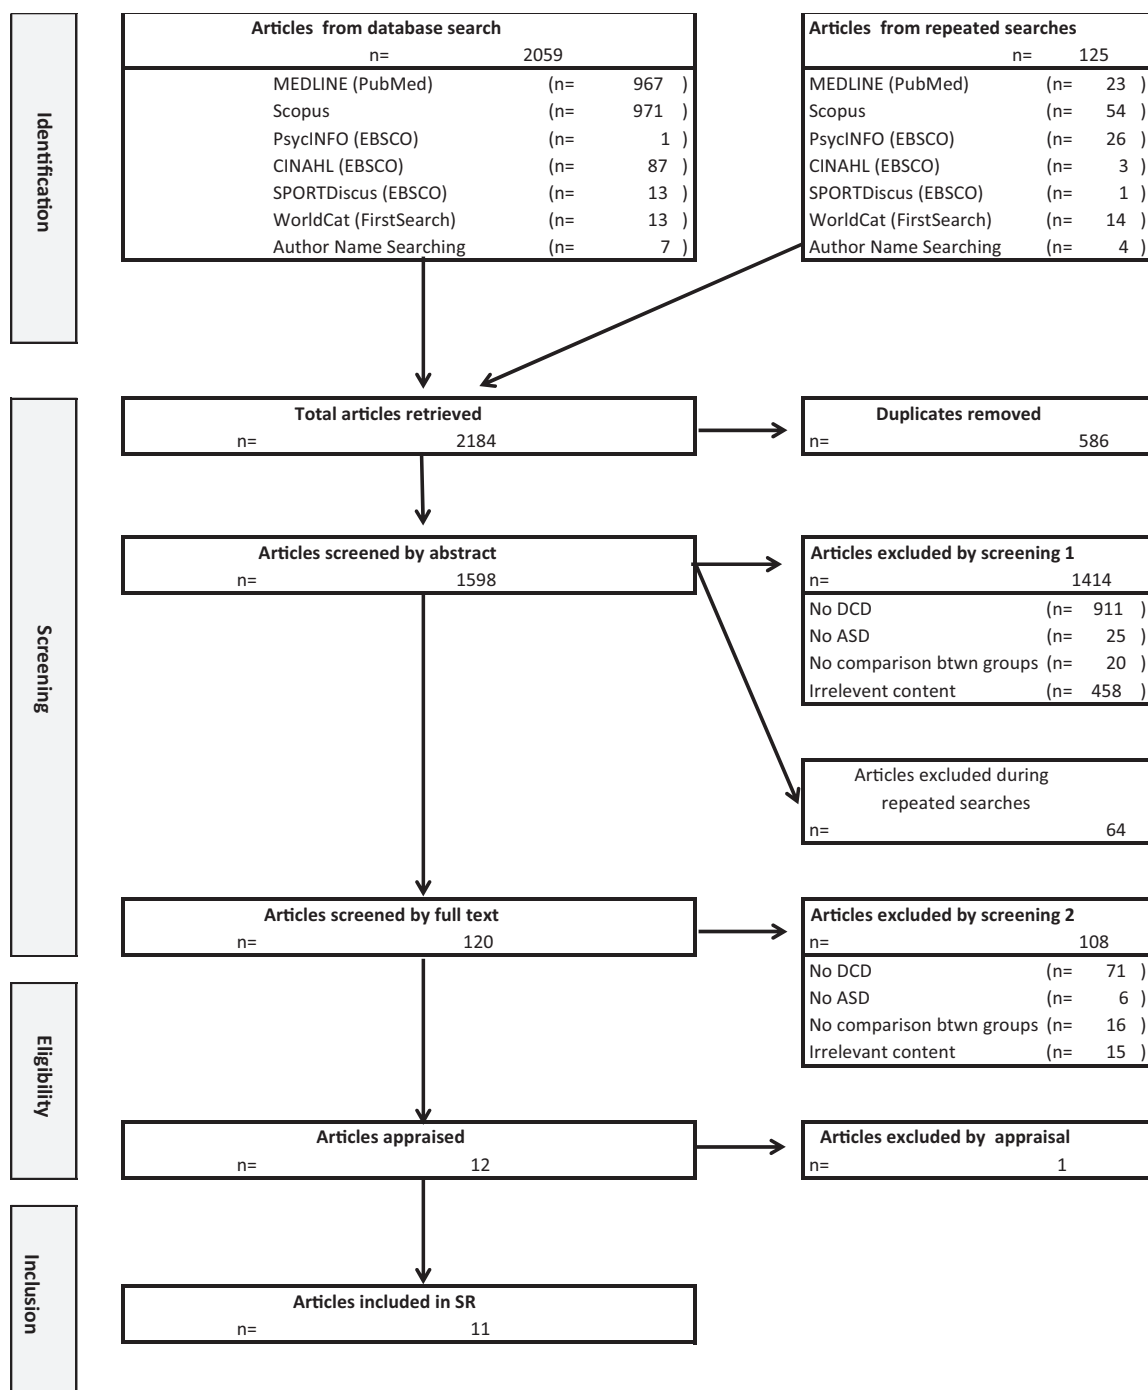 Identification
Articles from database search
n= 2059
MEDLINE (PubMed) (n= 967 )
Scopus (n= 971 )
PsycINFO (EBSCO) (n= 1 )
CINAHL (EBSCO) (n= 87 )
SPORTDiscus (EBSCO) (n= 13 )
WorldCat (FirstSearch) (n= 13 )
Author Name Searching (n= 7 )
Articles from repeated searches
n= 125
MEDLINE (PubMed) (n= 23 )
Scopus (n= 54 )
PsycINFO (EBSCO) (n= 26 )
CINAHL (EBSCO) (n= 3 )
SPORTDiscus (EBSCO) (n= 1 )
WorldCat (FirstSearch) (n= 14 )
Author Name Searching (n= 4 )
Screening
Total articles retrieved
n= 2184
Duplicates removed
n= 586
Articles screened by abstract
n= 1598
Articles excluded by screening 1
n= 1414
No DCD (n= 911 )
No ASD (n= 25 )
No comparison btwn groups (n= 20 )
Irrelevent content (n= 458 )
Articles excluded during
repeated searches
n= 64
Articles screened by full text
n= 120
Articles excluded by screening 2
n= 108
No DCD (n= 71 )
No ASD (n= 6 )
No comparison btwn groups (n= 16 )
Irrelevant content (n= 15 )
Eligibility
Articles appraised
n= 12
Articles excluded by appraisal
n= 1
Inclusion
Articles included in SR
n= 11